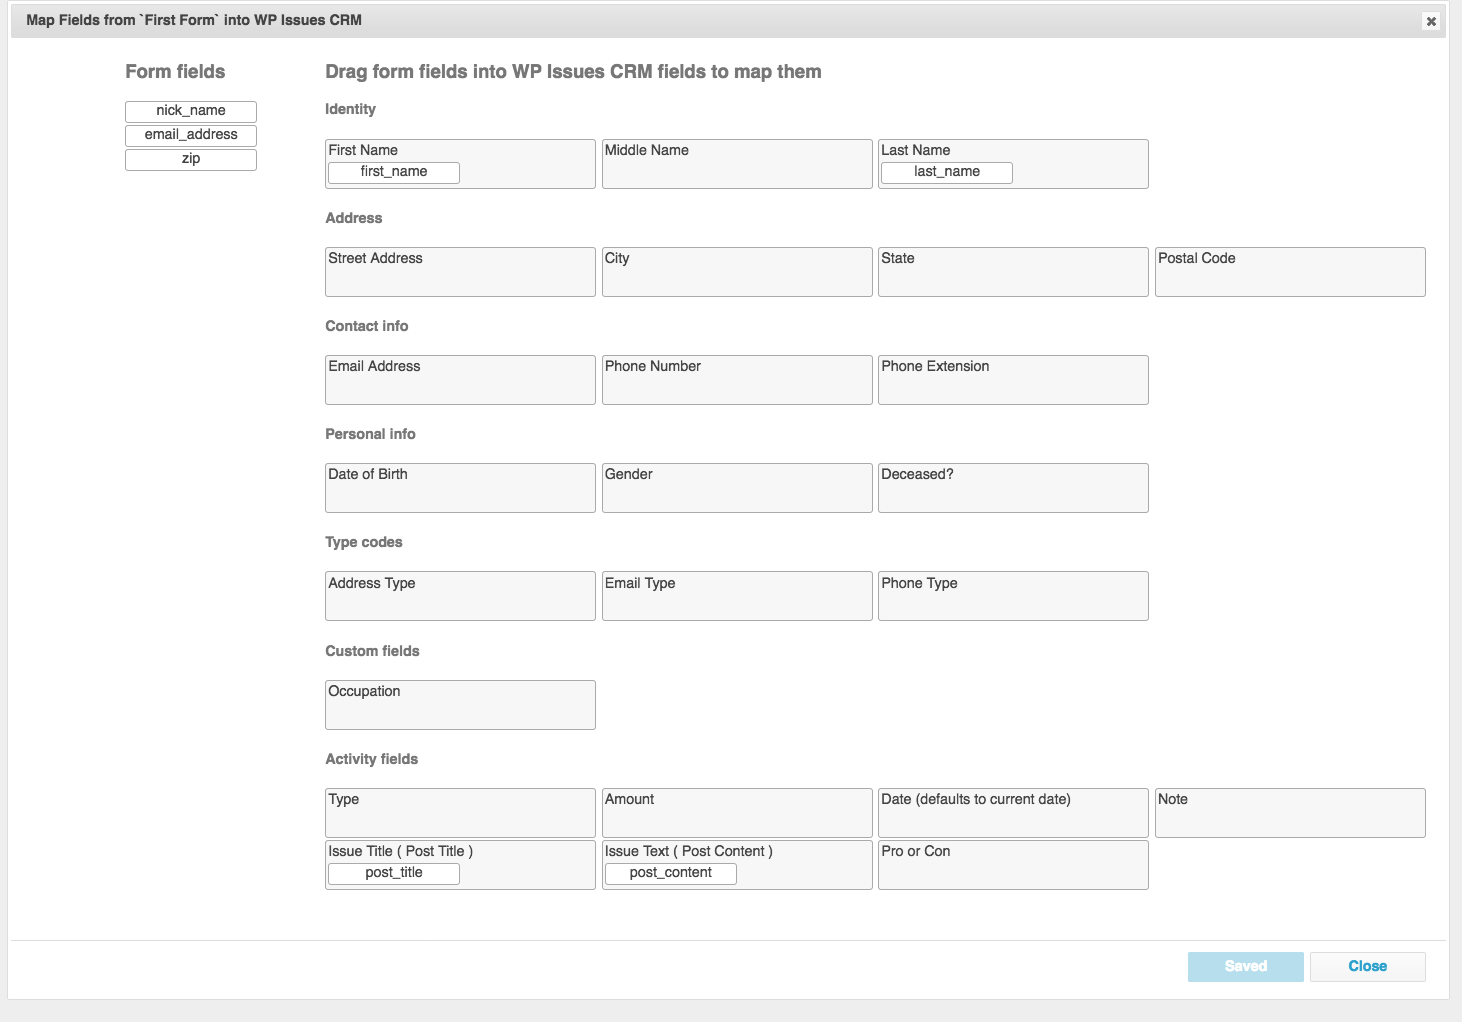 Map Fields from `First Form` into WP Issues CRM
Form fields
nick_name
email_address
zip
Drag form fields into WP Issues CRM fields to map them
Identity
First Name
first_name
Middle Name
Last Name
last_name
Address
Street Address
City
State
Postal Code
Contact info
Email Address
Phone Number
Phone Extension
Personal info
Date of Birth
Gender
Deceased?
Type codes
Address Type
Email Type
Phone Type
Custom fields
Occupation
Activity fields
Type
Amount
Date (defaults to current date)
Note
Issue Title ( Post Title )
post_title
Issue Text ( Post Content )
post_content
Pro or Con
Saved
Close